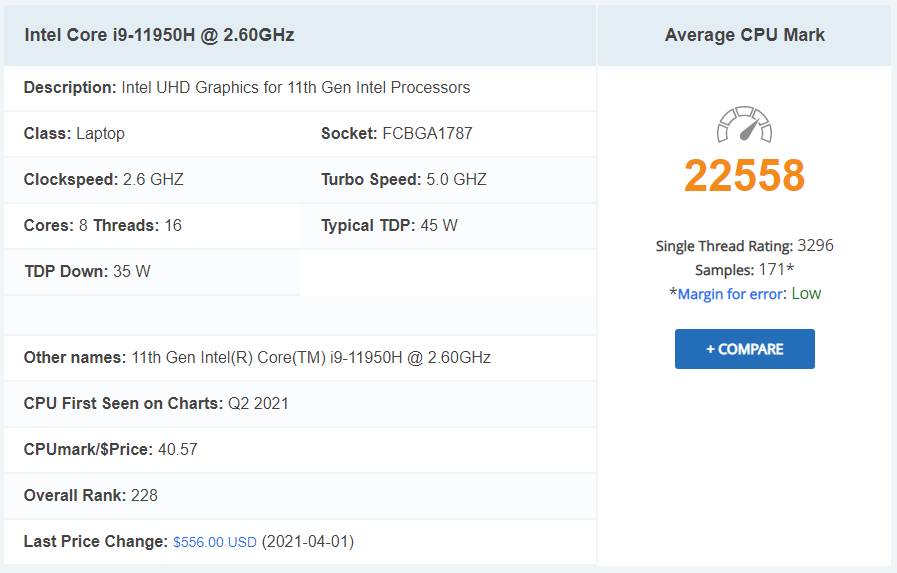 Intel Core i9-11950H @ 2.60GHz
Average CPU Mark
Description: Intel UHD Graphics for 11th Gen Intel Processors
Class: Laptop
Socket: FCBGA1787
Clockspeed: 2.6 GHZ
Turbo Speed: 5.0 GHZ
Cores: 8 Threads: 16
Typical TDP: 45 W
TDP Down: 35 W
Other names: 11th Gen Intel(R) Core(TM) i9-11950H @ 2.60GHz
CPU First Seen on Charts: Q2 2021
CPUmark/$Price: 40.57
Overall Rank: 228
Last Price Change: $556.00 USD (2021-04-01)
22558
Single Thread Rating: 3296
Samples: 171*
*Margin for error: Low
+ COMPARE